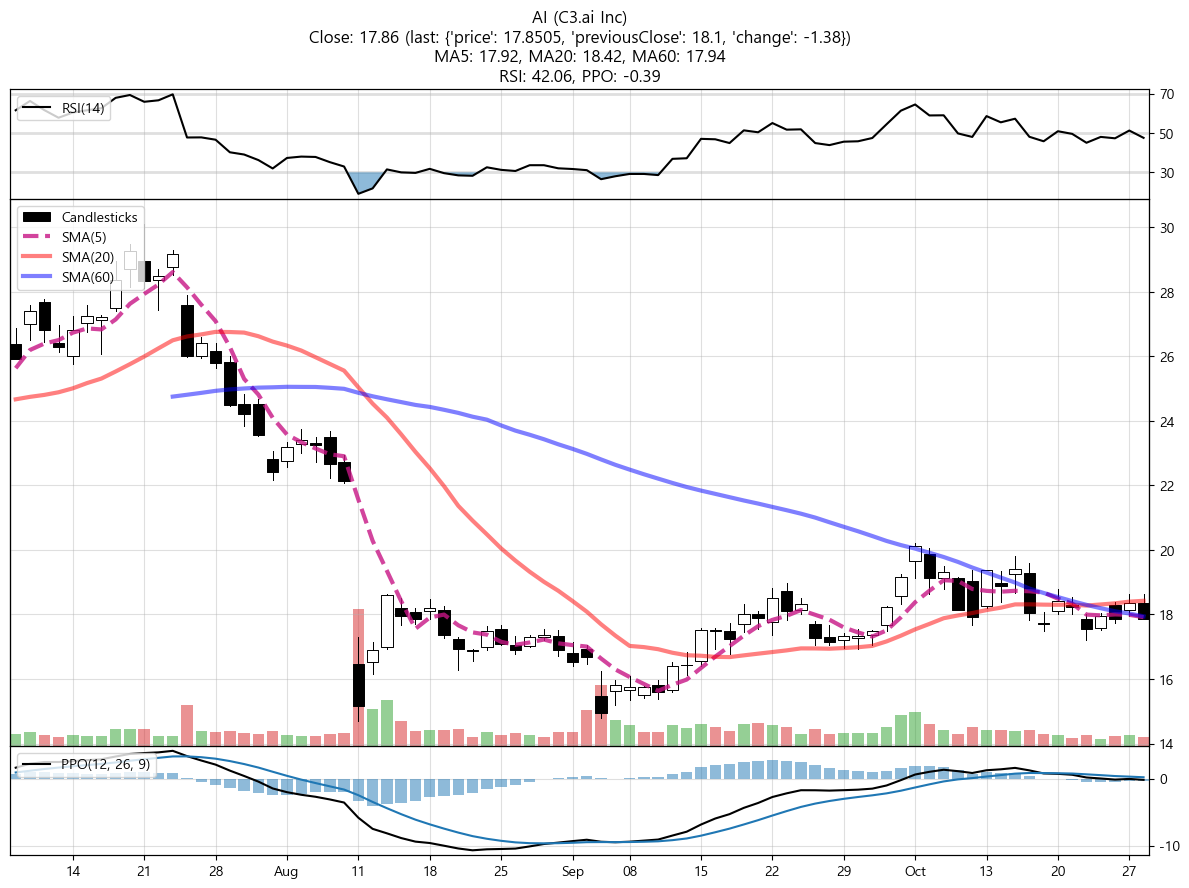 AI (C3.ai Inc)
Close: 17.86 (last: {'price': 17.8505, 'previousClose': 18.1, 'change': -1.38})
MA5: 17.92, MA20: 18.42, MA60: 17.94
RSI: 42.06, PPO: -0.39
RSI(14)
70
50
30
Candlesticks
SMA(5)
SMA(20)
SMA(60)
30
28
26
24
22
20
18
16
14
PPO(12, 26, 9)
0
-10
14 21 28 Aug 11 18 25 Sep 08 15 22 29 Oct 13 20 27